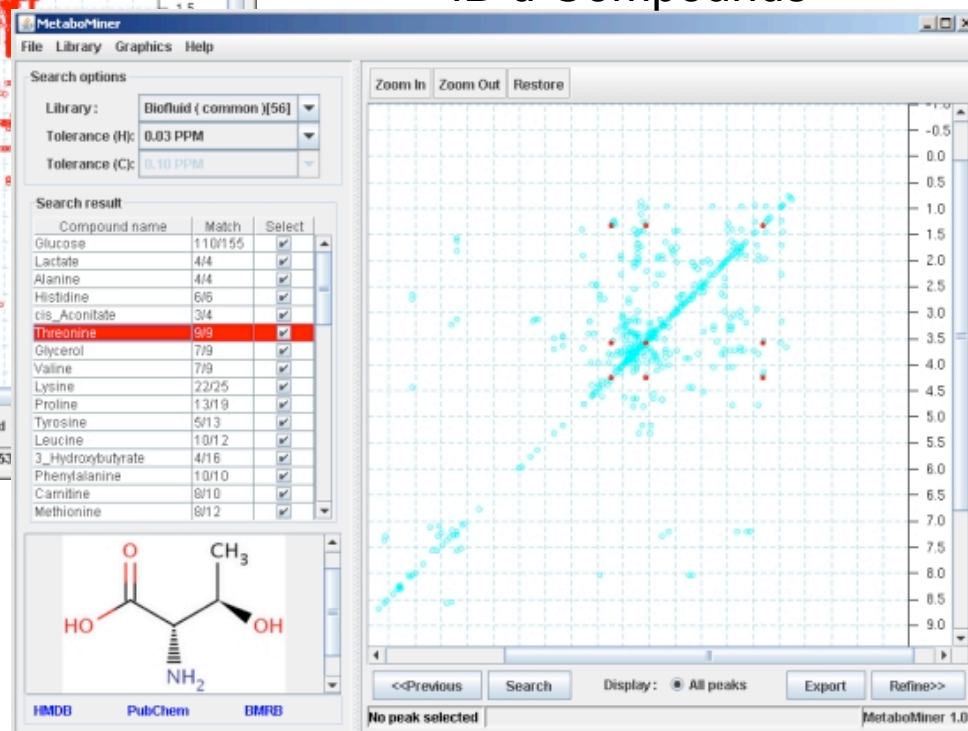 ID'd Compounds
1.5
MetaboMiner
File Library Graphics Help
Search options
Library: Biofluid ( common )[56]
Tolerance (H): 0.03 PPM
Tolerance (C): 0.10 PPM
Search result
Compound name Match Select
Glucose 110/155
Lactate 4/4
Alanine 4/4
Histidine 6/6
cis_Aconitate 3/4
Threonine 9/9
Glycerol 7/9
Valine 7/9
Lysine 22/25
Proline 13/19
Tyrosine 5/13
Leucine 10/12
3_Hydroxybutyrate 4/16
Phenylalanine 10/10
Carnitine 8/10
Methionine 8/12
O
CH3
HO
OH
NH2
HMDB PubChem BMRB
Zoom In Zoom Out Restore
-1.0
-0.5
0.0
0.5
1.0
1.5
2.0
2.5
3.0
3.5
4.0
4.5
5.0
5.5
6.0
6.5
7.0
7.5
8.0
8.5
9.0
<<Previous Search Display: All peaks Export Refine>>
No peak selected MetaboMiner 1.0